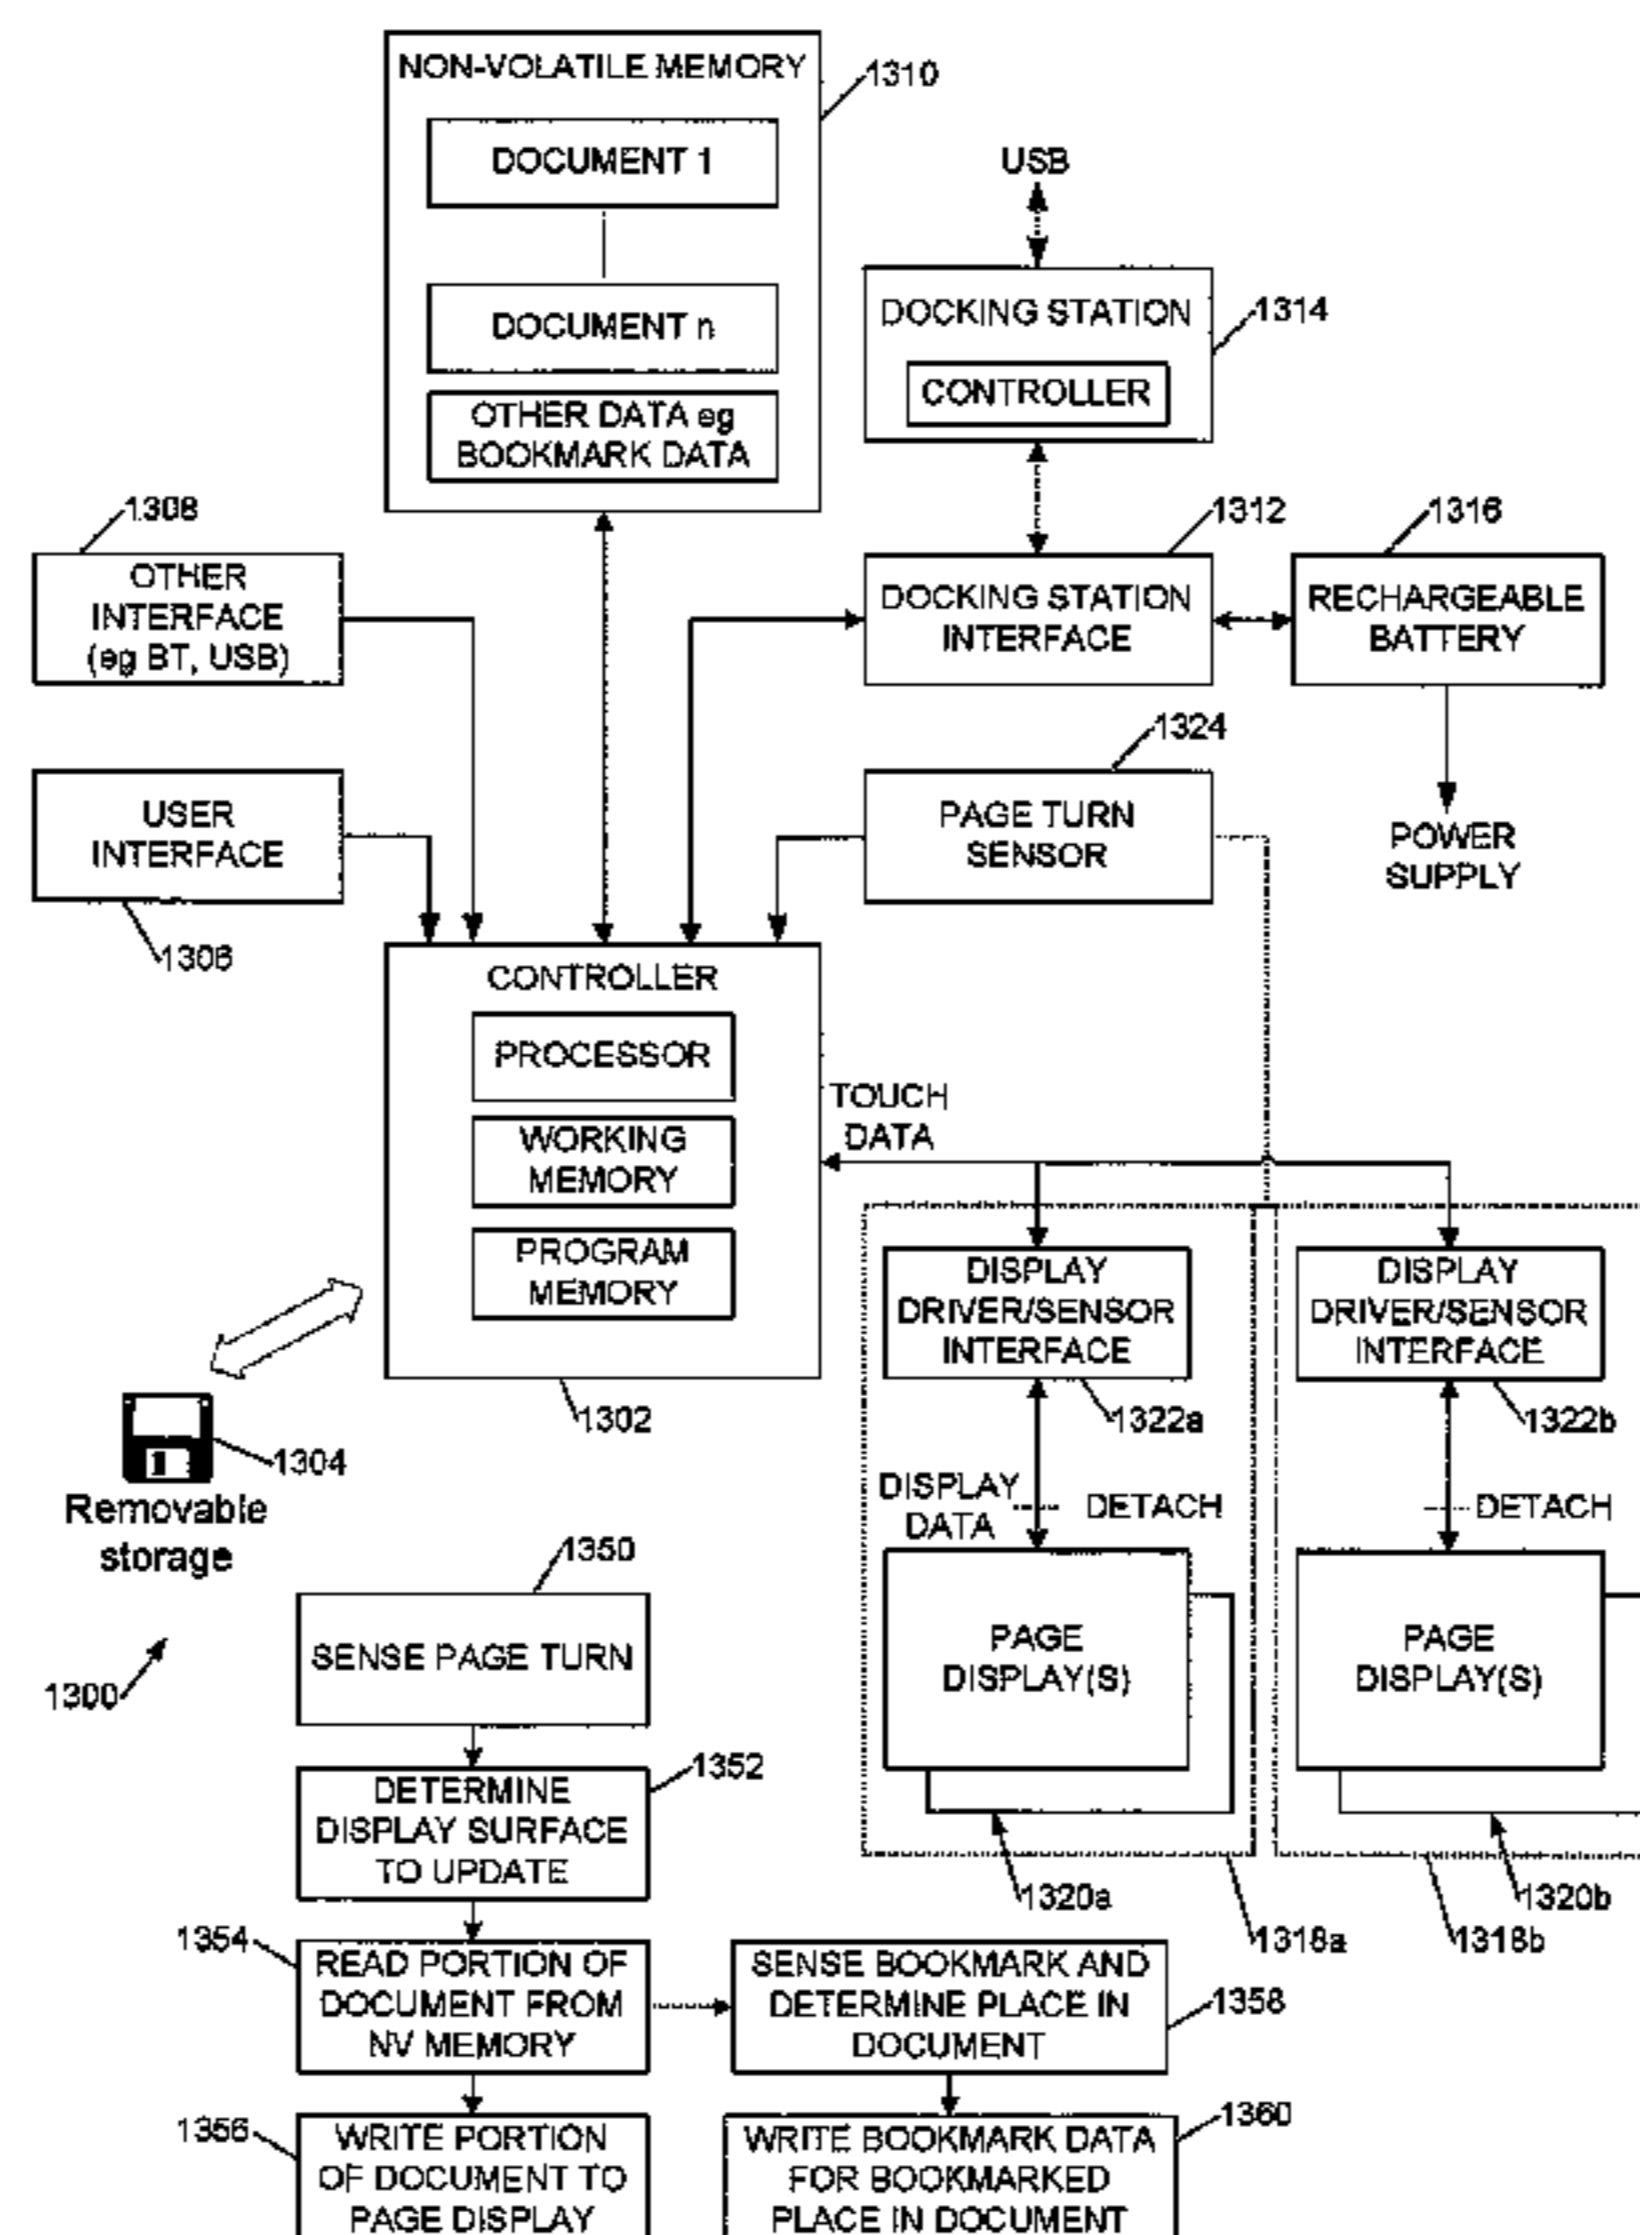 NON-VOLATILE MEMORY
1310
DOCUMENT 1
DOCUMENT n
OTHER DATA eg
BOOKMARK DATA
USB
DOCKING STATION
1314
CONTROLLER
1308
OTHER
INTERFACE
(eg BT, USB)
1312
DOCKING STATION
INTERFACE
1316
RECHARGEABLE
BATTERY
1324
USER
INTERFACE
PAGE TURN
SENSOR
POWER
SUPPLY
1306
CONTROLLER
PROCESSOR
WORKING
MEMORY
PROGRAM
MEMORY
TOUCH
DATA
DISPLAY
DRIVER/SENSOR
INTERFACE
DISPLAY
DRIVER/SENSOR
INTERFACE
1302
1322a
1322b
1304
Removable
storage
DISPLAY
DATA
DETACH
DETACH
1350
SENSE PAGE TURN
PAGE
DISPLAY(S)
PAGE
DISPLAY(S)
1300
1352
DETERMINE
DISPLAY SURFACE
TO UPDATE
1320a
1320b
1318a
1318b
1354
READ PORTION OF
DOCUMENT FROM
NV MEMORY
SENSE BOOKMARK AND
DETERMINE PLACE IN
DOCUMENT
1358
1356
WRITE PORTION
OF DOCUMENT TO
PAGE DISPLAY
WRITE BOOKMARK DATA
FOR BOOKMARKED
PLACE IN DOCUMENT
1360